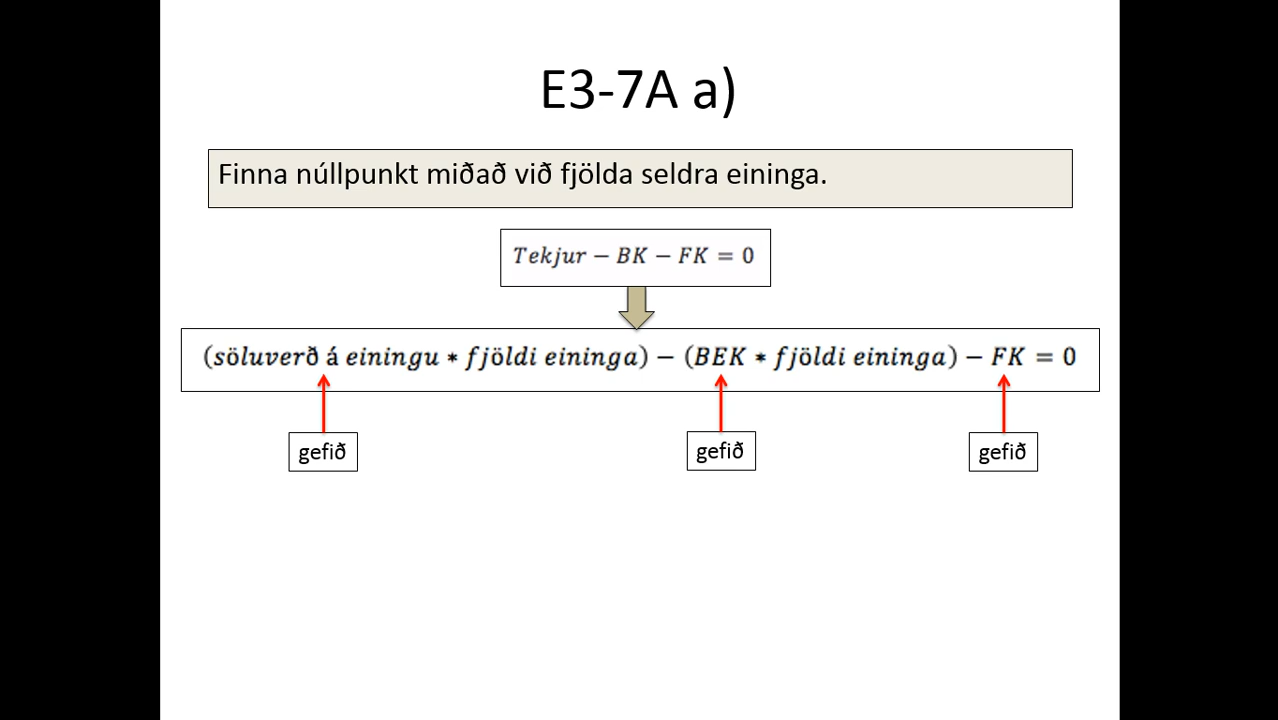 E3-7A a)
Finna núllpunkt miðað við fjölda seldra eininga.
Tekjur − BK − FK = 0
(söluverð á einingu * fjöldi eininga) − (BEK * fjöldi eininga) − FK = 0
gefið gefið gefið